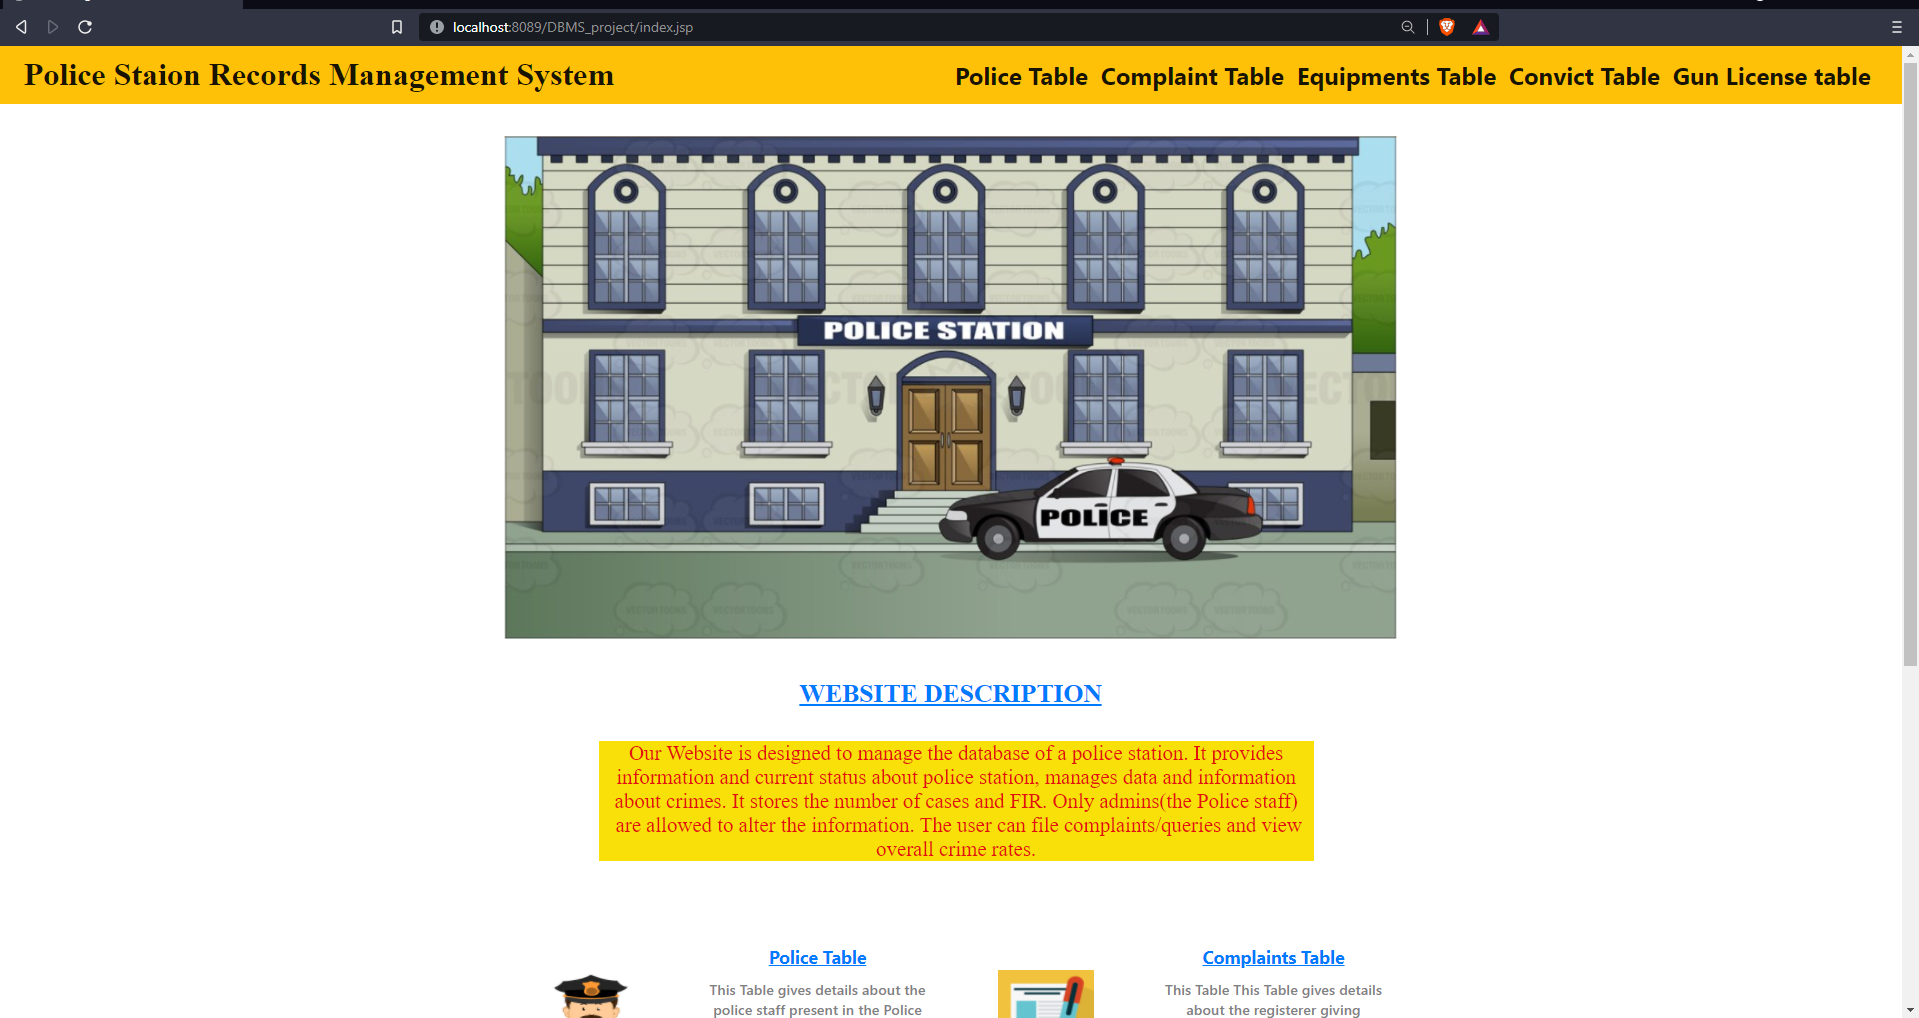 localhost:8089/DBMS_project/index.jsp
Police Staion Records Management System
Police Table Complaint Table Equipments Table Convict Table Gun License table
POLICE STATION
POLICE
VECTORTOONS
WEBSITE DESCRIPTION
Our Website is designed to manage the database of a police station. It provides
information and current status about police station, manages data and information
about crimes. It stores the number of cases and FIR. Only admins(the Police staff)
are allowed to alter the information. The user can file complaints/queries and view
overall crime rates.
Police Table
This Table gives details about the
police staff present in the Police
Complaints Table
This Table This Table gives details
about the registerer giving